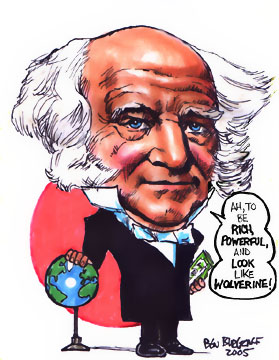 AH, TO
BE
RICH,
POWERFUL,
AND
LOOK
LIKE
WOLVERINE!
2005